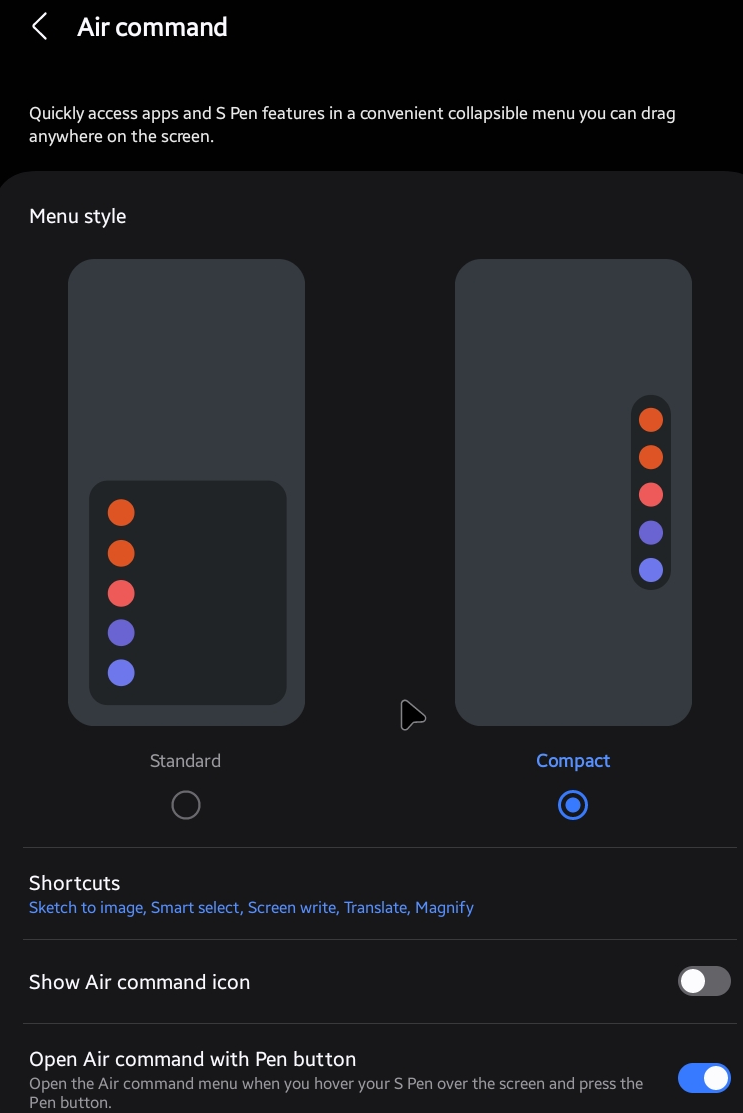 Air command
Quickly access apps and S Pen features in a convenient collapsible menu you can drag
anywhere on the screen.
Menu style
Standard
Compact
Shortcuts
Sketch to image, Smart select, Screen write, Translate, Magnify
Show Air command icon
Open Air command with Pen button
Open the Air command menu when you hover your S Pen over the screen and press the
Pen button.